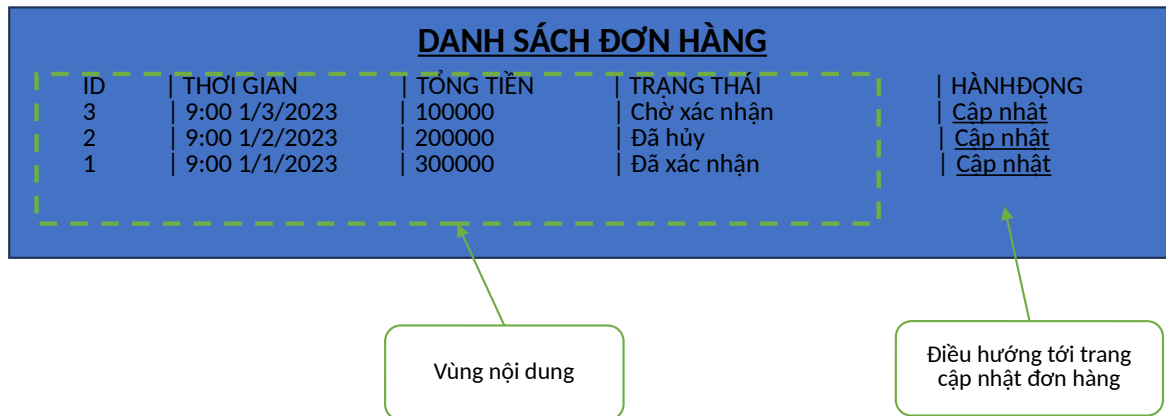 DANH SÁCH ĐƠN HÀNG
ID | THƠI GIAN | TỔNG TIỀN | TRẠNG THÁI | HÀNHĐỌNG
3 | 9:00 1/3/2023 | 100000 | Chờ xác nhận | Cập nhật
2 | 9:00 1/2/2023 | 200000 | Đã hủy | Cập nhật
1 | 9:00 1/1/2023 | 300000 | Đã xác nhận | Cập nhật
Vùng nội dung
Điều hướng tới trang
cập nhật đơn hàng